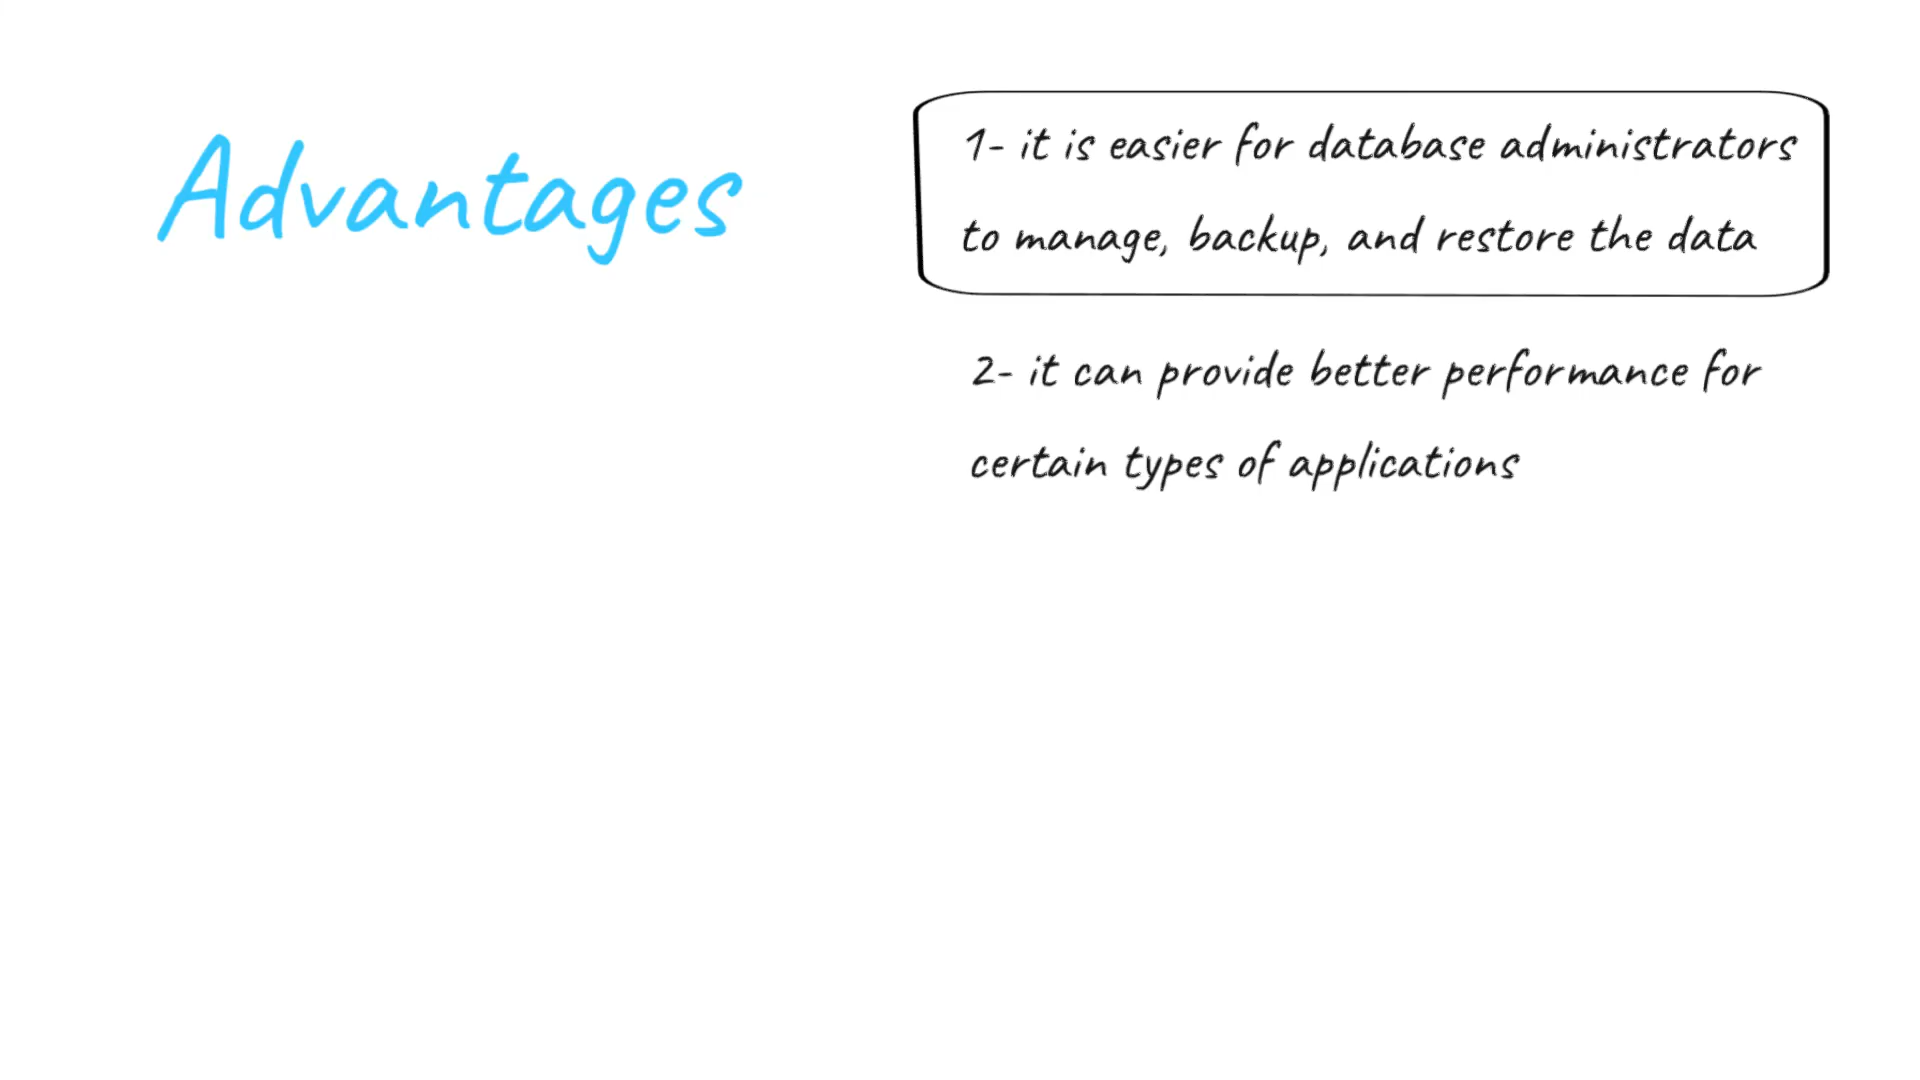 Advantages
1- it is easier for database administrators
to manage, backup, and restore the data
2- it can provide better performance for
certain types of applications